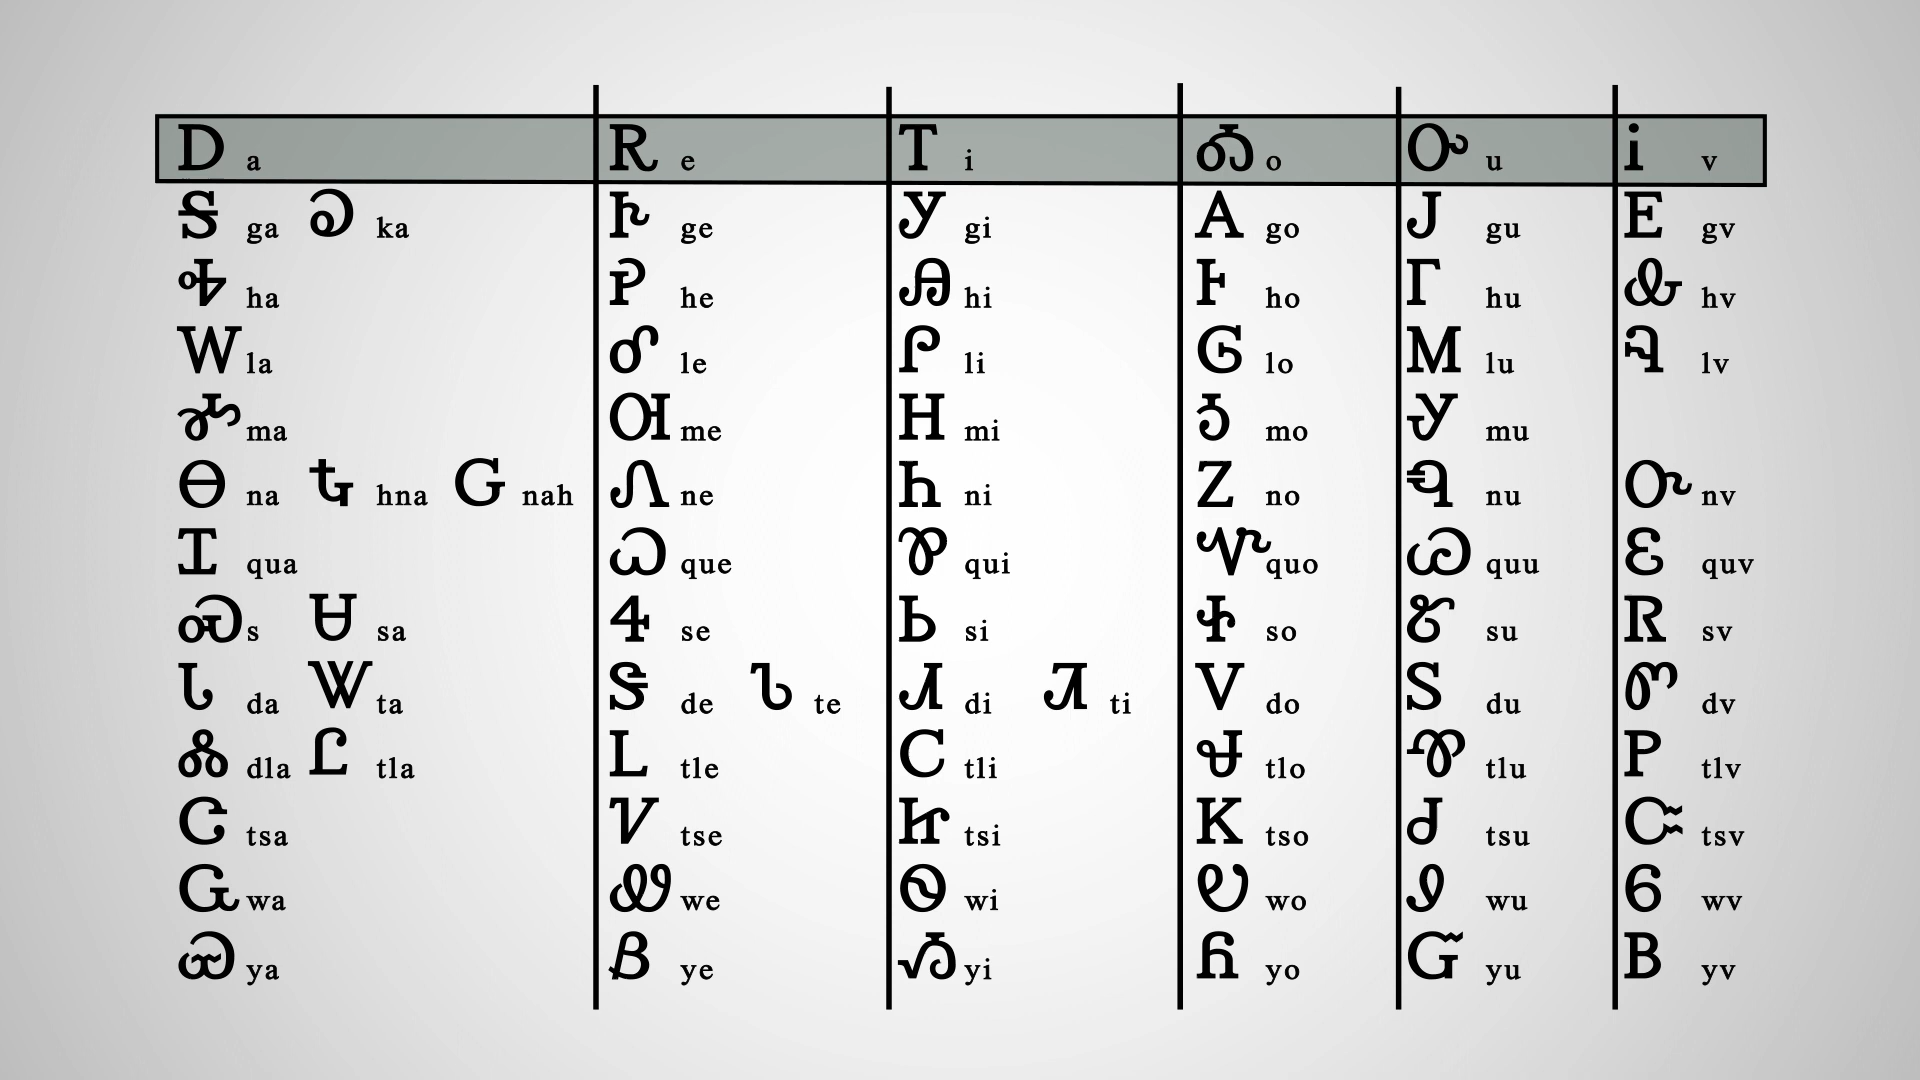 Ꭰ a Ꭱ e Ꭲ i Ꭳ o Ꭴ u Ꭵ v
Ꭶ ga Ꭷ ka Ꭸ ge Ꭹ gi Ꭺ go Ꭻ gu Ꭼ gv
Ꭽ ha Ꭾ he Ꭿ hi Ꮀ ho Ꮁ hu Ꮂ hv
Ꮃ la Ꮄ le Ꮅ li Ꮆ lo Ꮇ lu Ꮈ lv
Ꮉ ma Ꮊ me Ꮋ mi Ꮌ mo Ꮍ mu
Ꮎ na Ꮏ hna Ꮐ nah Ꮑ ne Ꮒ ni Ꮓ no Ꮔ nu Ꮕ nv
Ꮖ qua Ꮗ que Ꮘ qui Ꮙ quo Ꮚ quu Ꮛ quv
Ꮝ s Ꮜ sa Ꮞ se Ꮟ si Ꮠ so Ꮡ su Ꮢ sv
Ꮣ da Ꮤ ta Ꮥ de Ꮦ te Ꮧ di Ꮨ ti Ꮩ do Ꮪ du Ꮫ dv
Ꮬ dla Ꮭ tla Ꮮ tle Ꮯ tli Ꮰ tlo Ꮱ tlu Ꮲ tlv
Ꮳ tsa Ꮴ tse Ꮵ tsi Ꮶ tso Ꮷ tsu Ꮸ tsv
Ꮹ wa Ꮺ we Ꮻ wi Ꮼ wo Ꮽ wu Ꮾ wv
Ꮿ ya Ᏸ ye Ᏹ yi Ᏺ yo Ᏻ yu Ᏼ yv